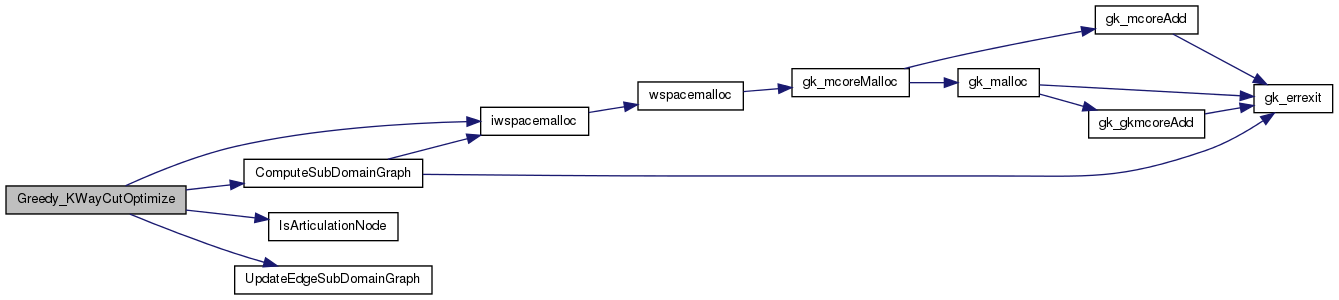 gk_mcoreAdd
gk_mcoreMalloc
gk_malloc
wspacemalloc
gk_errexit
iwspacemalloc
gk_gkmcoreAdd
ComputeSubDomainGraph
Greedy_KWayCutOptimize
IsArticulationNode
UpdateEdgeSubDomainGraph